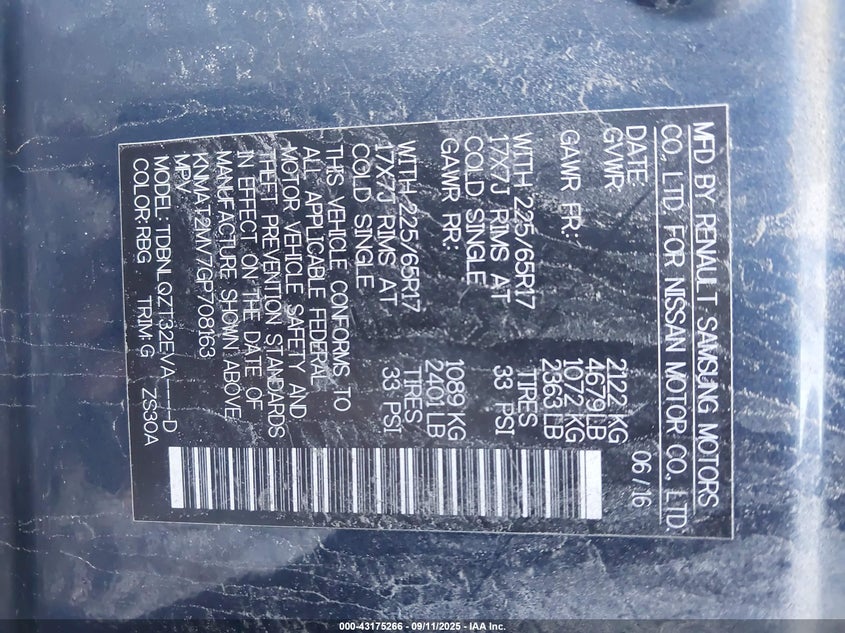 MFD BY RENAULT SAMSUNG MOTORS
CO., LTD. FOR NISSAN MOTOR CO., LTD.
DATE: 06/16
GVWR 2122 KG
4679 LB
GAWR FR: 1072 KG
2363 LB
WITH 225/65R17 TIRES
17X7J RIMS AT 33 PSI
COLD SINGLE
GAWR RR: 1089 KG
2401 LB
WITH 225/65R17 TIRES
17X7J RIMS AT 33 PSI
COLD SINGLE
THIS VEHICLE CONFORMS TO
ALL APPLICABLE FEDERAL
MOTOR VEHICLE SAFETY AND
THEFT PREVENTION STANDARDS
IN EFFECT ON THE DATE OF
MANUFACTURE SHOWN ABOVE
KNMAT2MV7GP708163
MPV
MODEL: TDBNLQZT32EVA----D
COLOR:RBG TRIM: G ZS30A
000-43175266 - 09/11/2025 - IAA Inc.